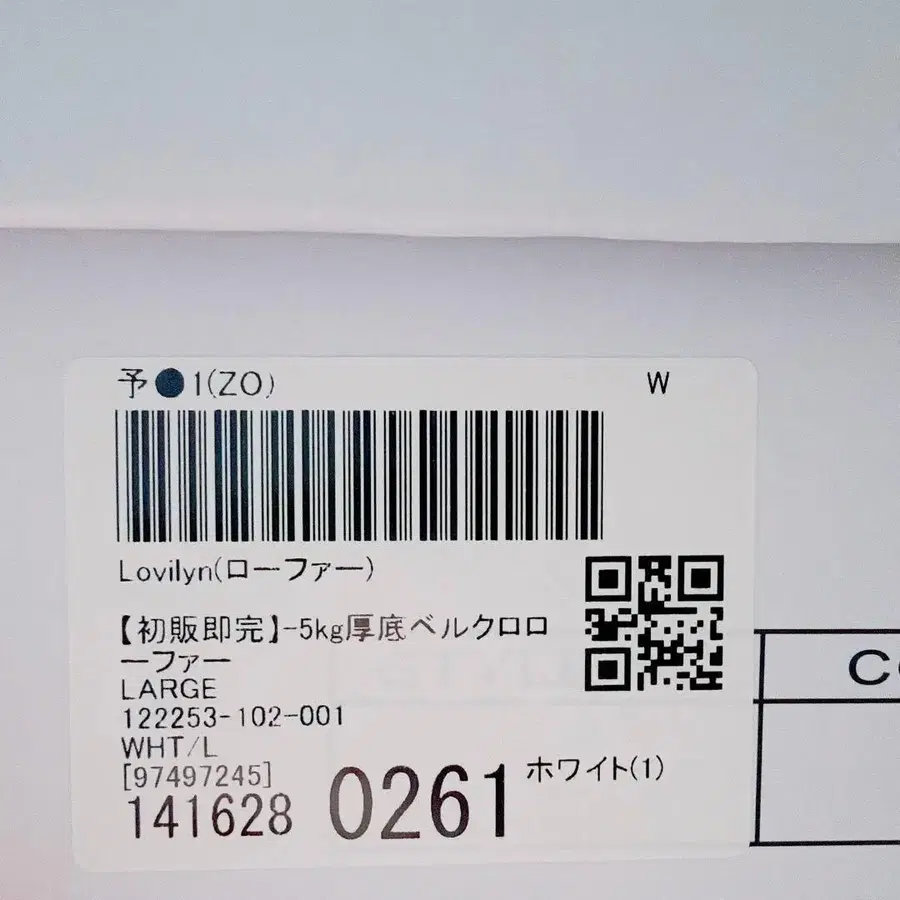 予●1(ZO)
W
Lovilyn(ローファー)
【初販即完】-5kg厚底ベルクロロ
ーファー
LARGE
122253-102-001
WHT/L
[97497245]
141628 0261 ホワイト(1)